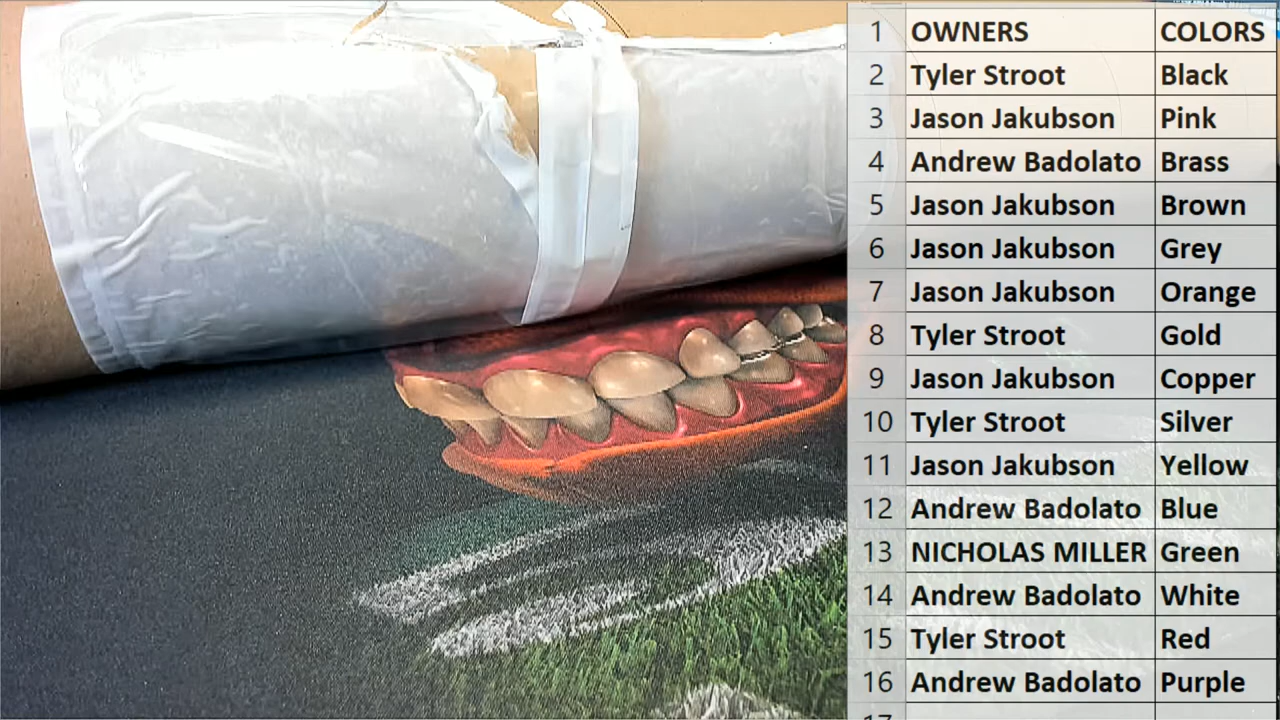 1 OWNERS COLORS
2 Tyler Stroot Black
3 Jason Jakubson Pink
4 Andrew Badolato Brass
5 Jason Jakubson Brown
6 Jason Jakubson Grey
7 Jason Jakubson Orange
8 Tyler Stroot Gold
9 Jason Jakubson Copper
10 Tyler Stroot Silver
11 Jason Jakubson Yellow
12 Andrew Badolato Blue
13 NICHOLAS MILLER Green
14 Andrew Badolato White
15 Tyler Stroot Red
16 Andrew Badolato Purple
17